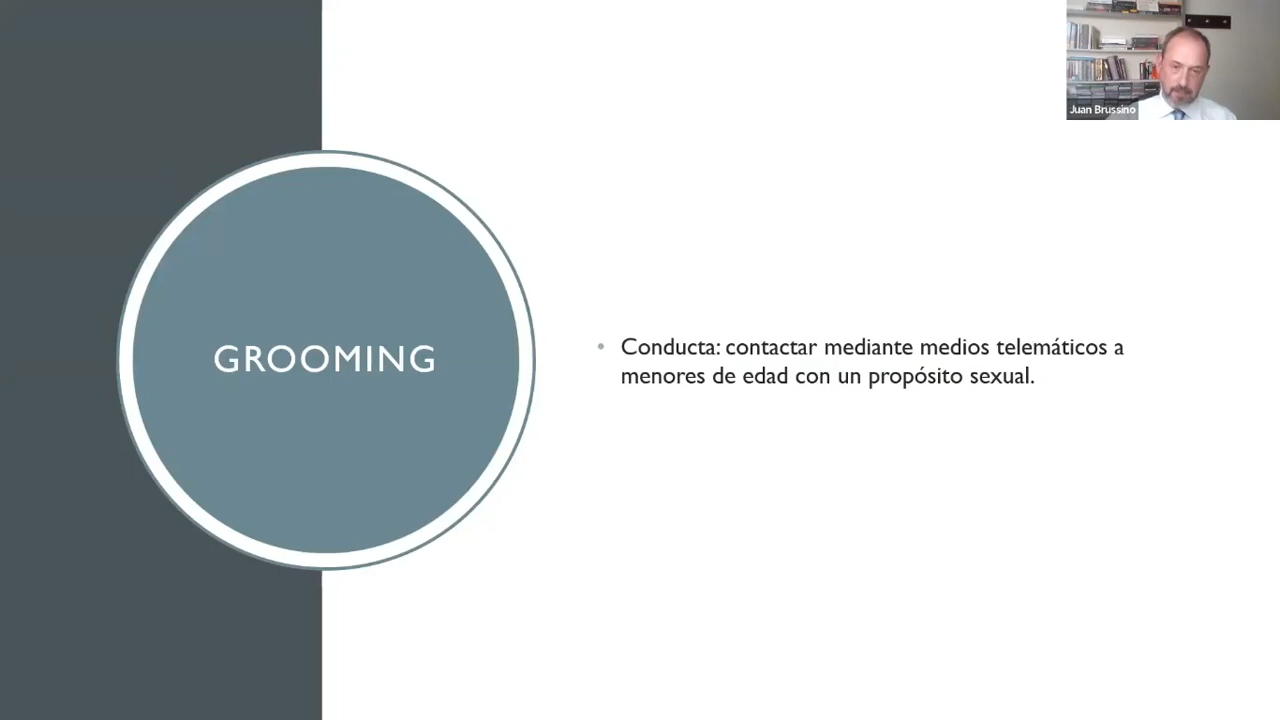 Juan Brussino
GROOMING
• Conducta: contactar mediante medios telemáticos a
menores de edad con un propósito sexual.